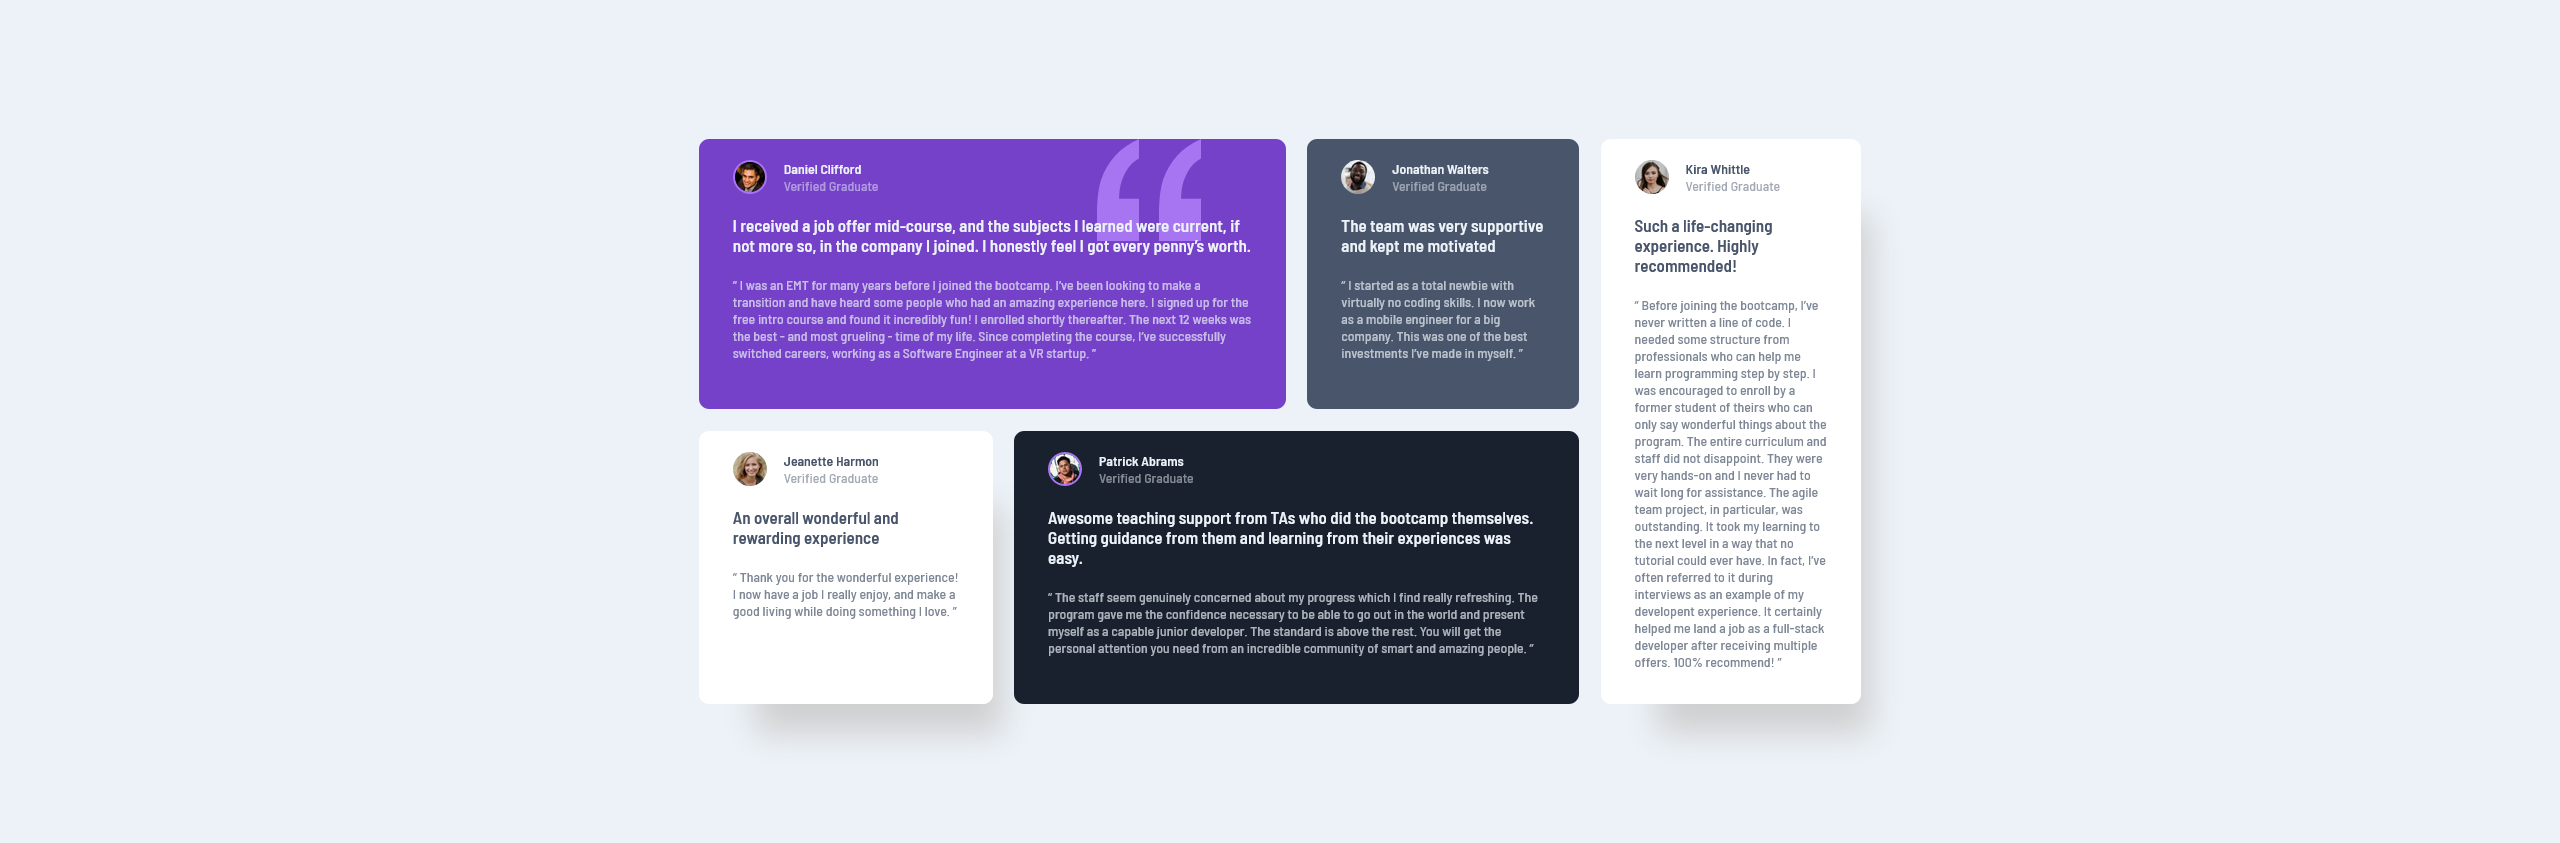 Daniel Clifford
Verified Graduate
I received a job offer mid-course, and the subjects I learned were current, if
not more so, in the company I joined. I honestly feel I got every penny’s worth.
“ I was an EMT for many years before I joined the bootcamp. I’ve been looking to make a
transition and have heard some people who had an amazing experience here. I signed up for the
free intro course and found it incredibly fun! I enrolled shortly thereafter. The next 12 weeks was
the best - and most grueling - time of my life. Since completing the course, I’ve successfully
switched careers, working as a Software Engineer at a VR startup. ”
Jonathan Walters
Verified Graduate
The team was very supportive
and kept me motivated
“ I started as a total newbie with
virtually no coding skills. I now work
as a mobile engineer for a big
company. This was one of the best
investments I’ve made in myself. ”
Kira Whittle
Verified Graduate
Such a life-changing
experience. Highly
recommended!
“ Before joining the bootcamp, I’ve
never written a line of code. I
needed some structure from
professionals who can help me
learn programming step by step. I
was encouraged to enroll by a
former student of theirs who can
only say wonderful things about the
program. The entire curriculum and
staff did not disappoint. They were
very hands-on and I never had to
wait long for assistance. The agile
team project, in particular, was
outstanding. It took my learning to
the next level in a way that no
tutorial could ever have. In fact, I’ve
often referred to it during
interviews as an example of my
developent experience. It certainly
helped me land a job as a full-stack
developer after receiving multiple
offers. 100% recommend! ”
Jeanette Harmon
Verified Graduate
An overall wonderful and
rewarding experience
“ Thank you for the wonderful experience!
I now have a job I really enjoy, and make a
good living while doing something I love. ”
Patrick Abrams
Verified Graduate
Awesome teaching support from TAs who did the bootcamp themselves.
Getting guidance from them and learning from their experiences was
easy.
“ The staff seem genuinely concerned about my progress which I find really refreshing. The
program gave me the confidence necessary to be able to go out in the world and present
myself as a capable junior developer. The standard is above the rest. You will get the
personal attention you need from an incredible community of smart and amazing people. ”